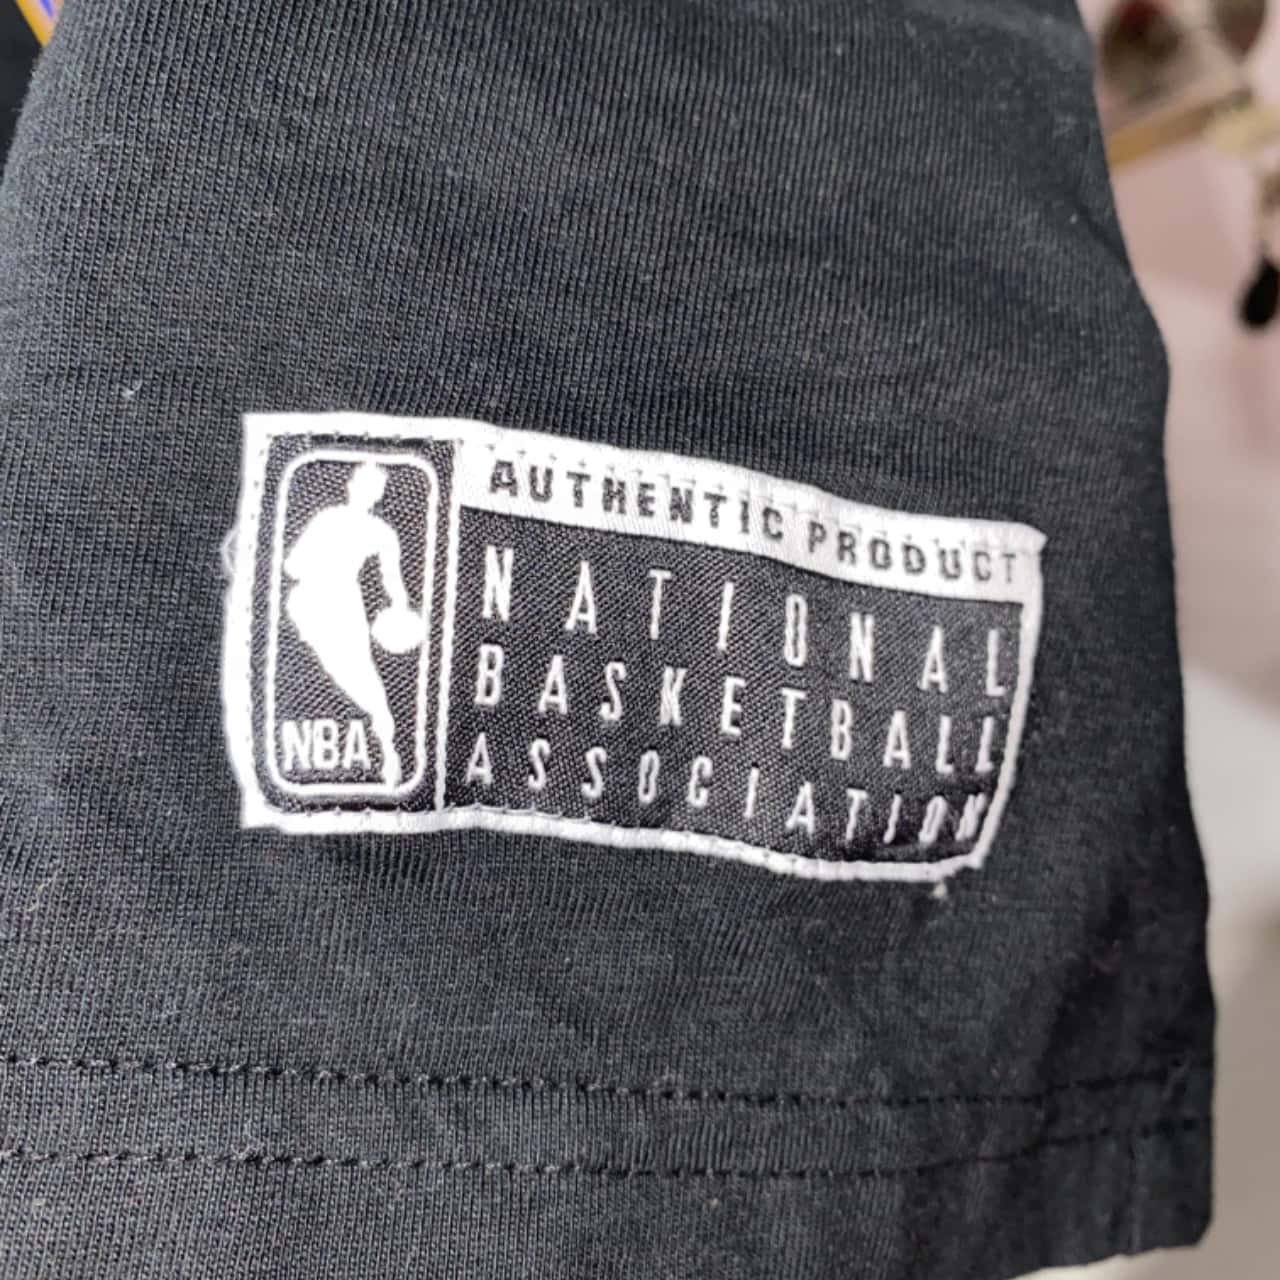 NBA
AUTHENTIC PRODUCT
NATIONAL
BASKETBALL
ASSOCIATION